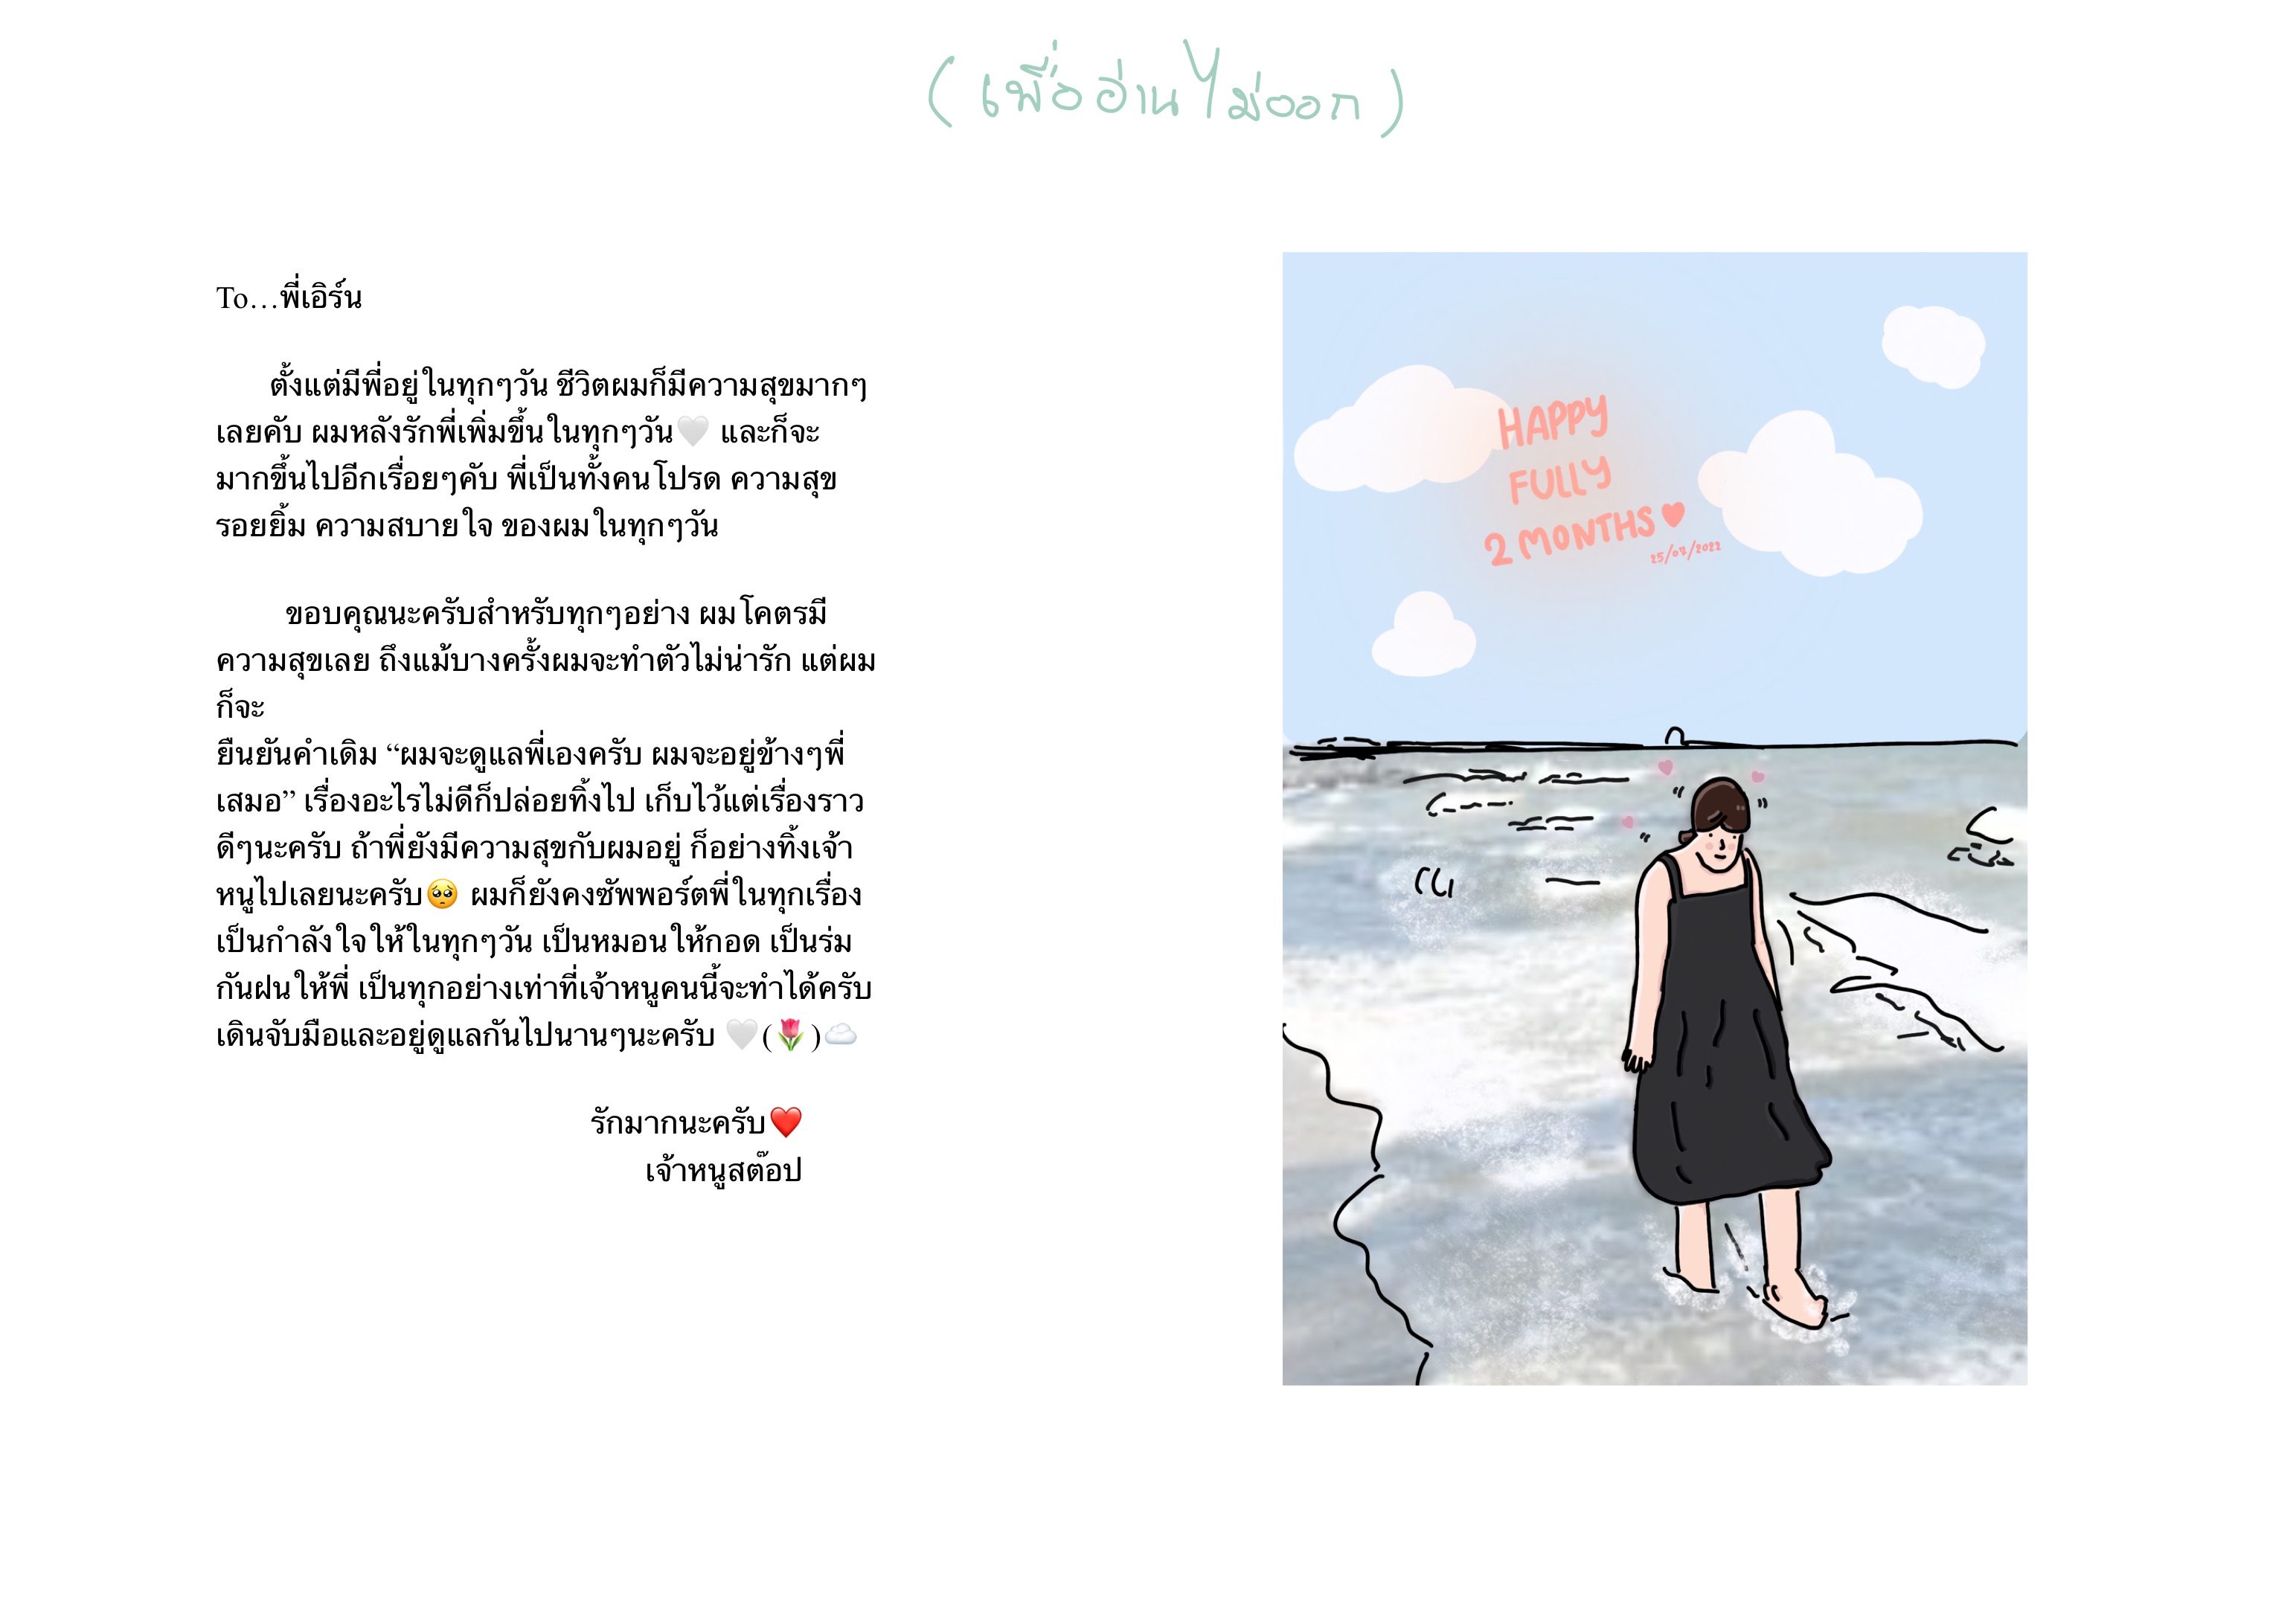 (เพื่ออ่านไม่ออก)
To...พี่เอิร์น
ตั้งแต่มีพี่อยู่ในทุกๆวัน ชีวิตผมก็มีความสุขมากๆ
เลยคับ ผมหลังรักพี่เพิ่มขึ้นในทุกๆวัน🤍 และก็จะ
มากขึ้นไปอีกเรื่อยๆคับ พี่เป็นทั้งคนโปรด ความสุข
รอยยิ้ม ความสบายใจ ของผมในทุกๆวัน
ขอบคุณนะครับสำหรับทุกๆอย่าง ผมโคตรมี
ความสุขเลย ถึงแม้บางครั้งผมจะทำตัวไม่น่ารัก แต่ผม
ก็จะ
ยืนยันคำเดิม “ผมจะดูแลพี่เองครับ ผมจะอยู่ข้างๆพี่
เสมอ” เรื่องอะไรไม่ดีก็ปล่อยทิ้งไป เก็บไว้แต่เรื่องราว
ดีๆนะครับ ถ้าพี่ยังมีความสุขกับผมอยู่ ก็อย่างทิ้งเจ้า
หนูไปเลยนะครับ🥺 ผมก็ยังคงซัพพอร์ตพี่ในทุกเรื่อง
เป็นกำลังใจให้ในทุกๆวัน เป็นหมอนให้กอด เป็นร่ม
กันฝนให้พี่ เป็นทุกอย่างเท่าที่เจ้าหนูคนนี้จะทำได้ครับ
เดินจับมือและอยู่ดูแลกันไปนานๆนะครับ 🤍(🌷)☁️
รักมากนะครับ❤️
เจ้าหนูสต๊อป
HAPPY
FULLY
2 MONTHS♥
25/07/2022